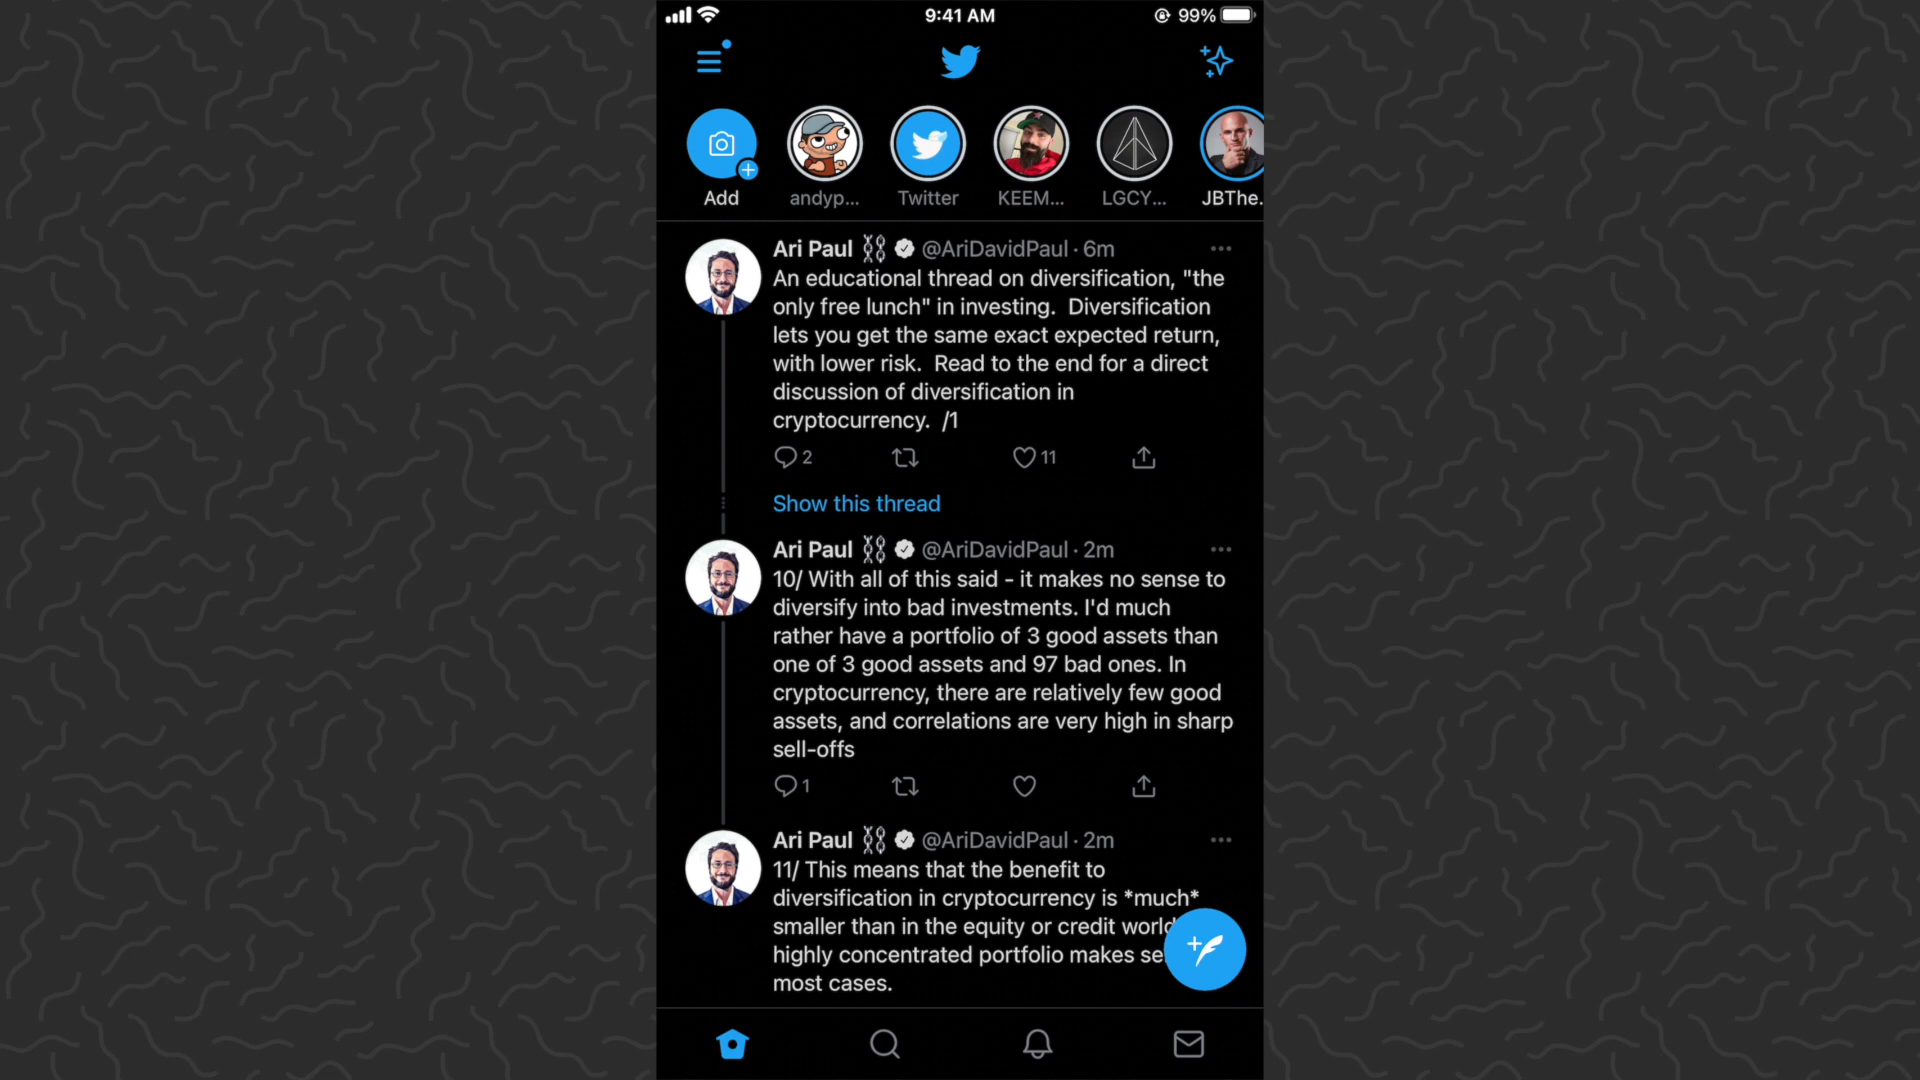 9:41 AM
99%
Add
andyp...
Twitter
KEEM...
LGCY...
JBThe.
Ari Paul @AriDavidPaul · 6m
An educational thread on diversification, "the
only free lunch" in investing.  Diversification
lets you get the same exact expected return,
with lower risk.  Read to the end for a direct
discussion of diversification in
cryptocurrency.  /1
2
11
Show this thread
Ari Paul @AriDavidPaul · 2m
10/ With all of this said - it makes no sense to
diversify into bad investments. I'd much
rather have a portfolio of 3 good assets than
one of 3 good assets and 97 bad ones. In
cryptocurrency, there are relatively few good
assets, and correlations are very high in sharp
sell-offs
1
Ari Paul @AriDavidPaul · 2m
11/ This means that the benefit to
diversification in cryptocurrency is *much*
smaller than in the equity or credit world
highly concentrated portfolio makes se
most cases.